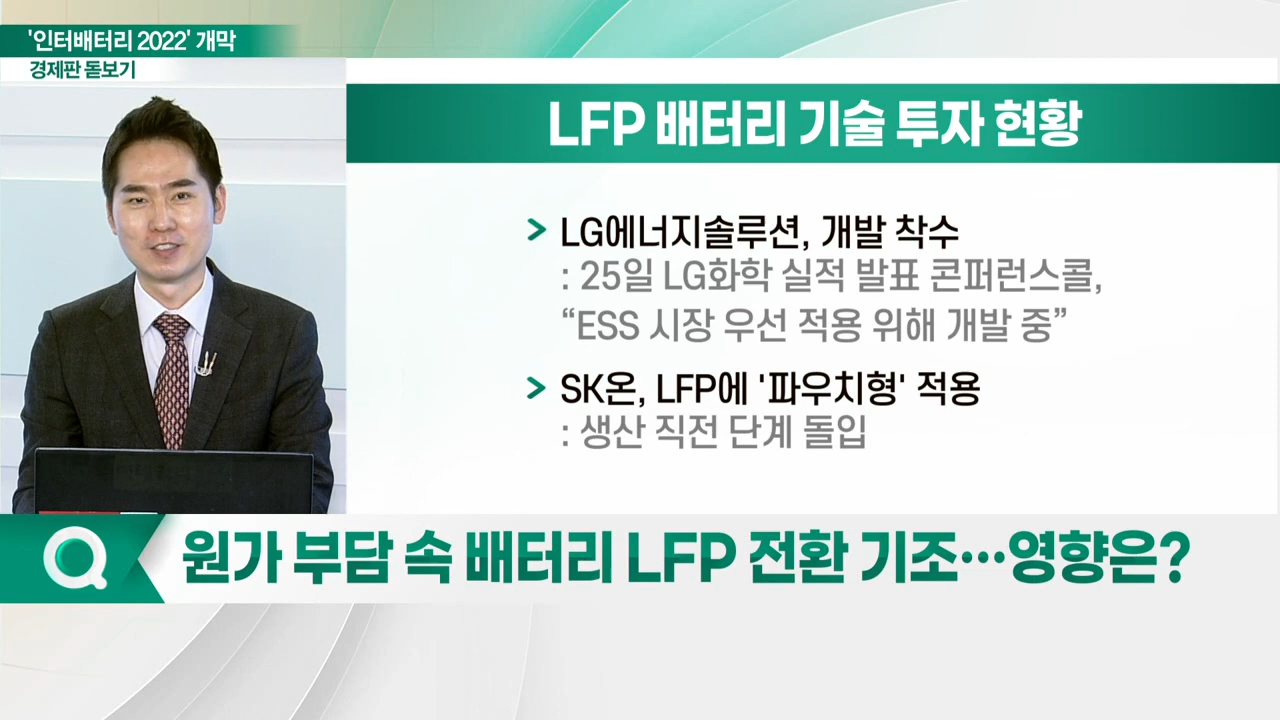 '인터배터리 2022' 개막
경제판 돋보기
LFP 배터리 기술 투자 현황
> LG에너지솔루션, 개발 착수
: 25일 LG화학 실적 발표 콘퍼런스콜,
“ESS 시장 우선 적용 위해 개발 중”
> SK온, LFP에 '파우치형' 적용
: 생산 직전 단계 돌입
Q 원가 부담 속 배터리 LFP 전환 기조…영향은?